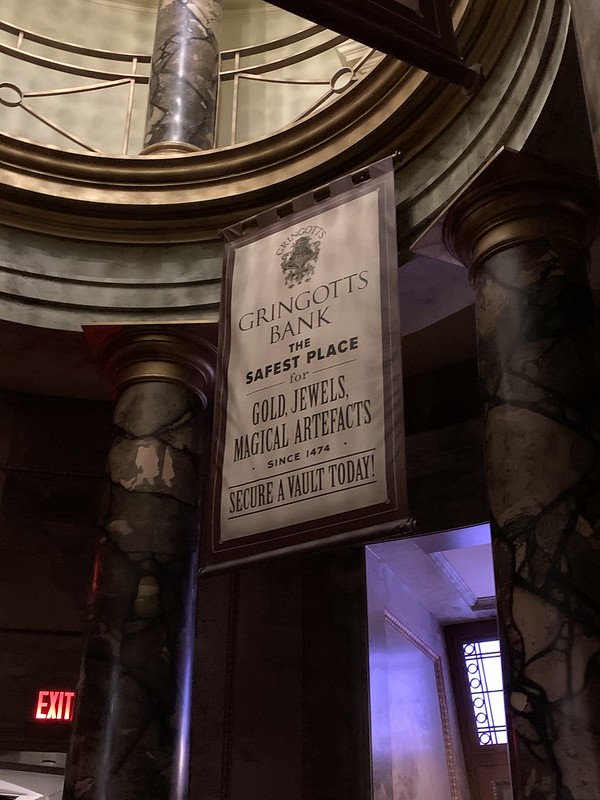 GRINGOTTS
GRINGOTTS
BANK
THE
SAFEST PLACE
for
GOLD, JEWELS,
MAGICAL ARTEFACTS
· SINCE 1474 ·
SECURE A VAULT TODAY!
EXIT